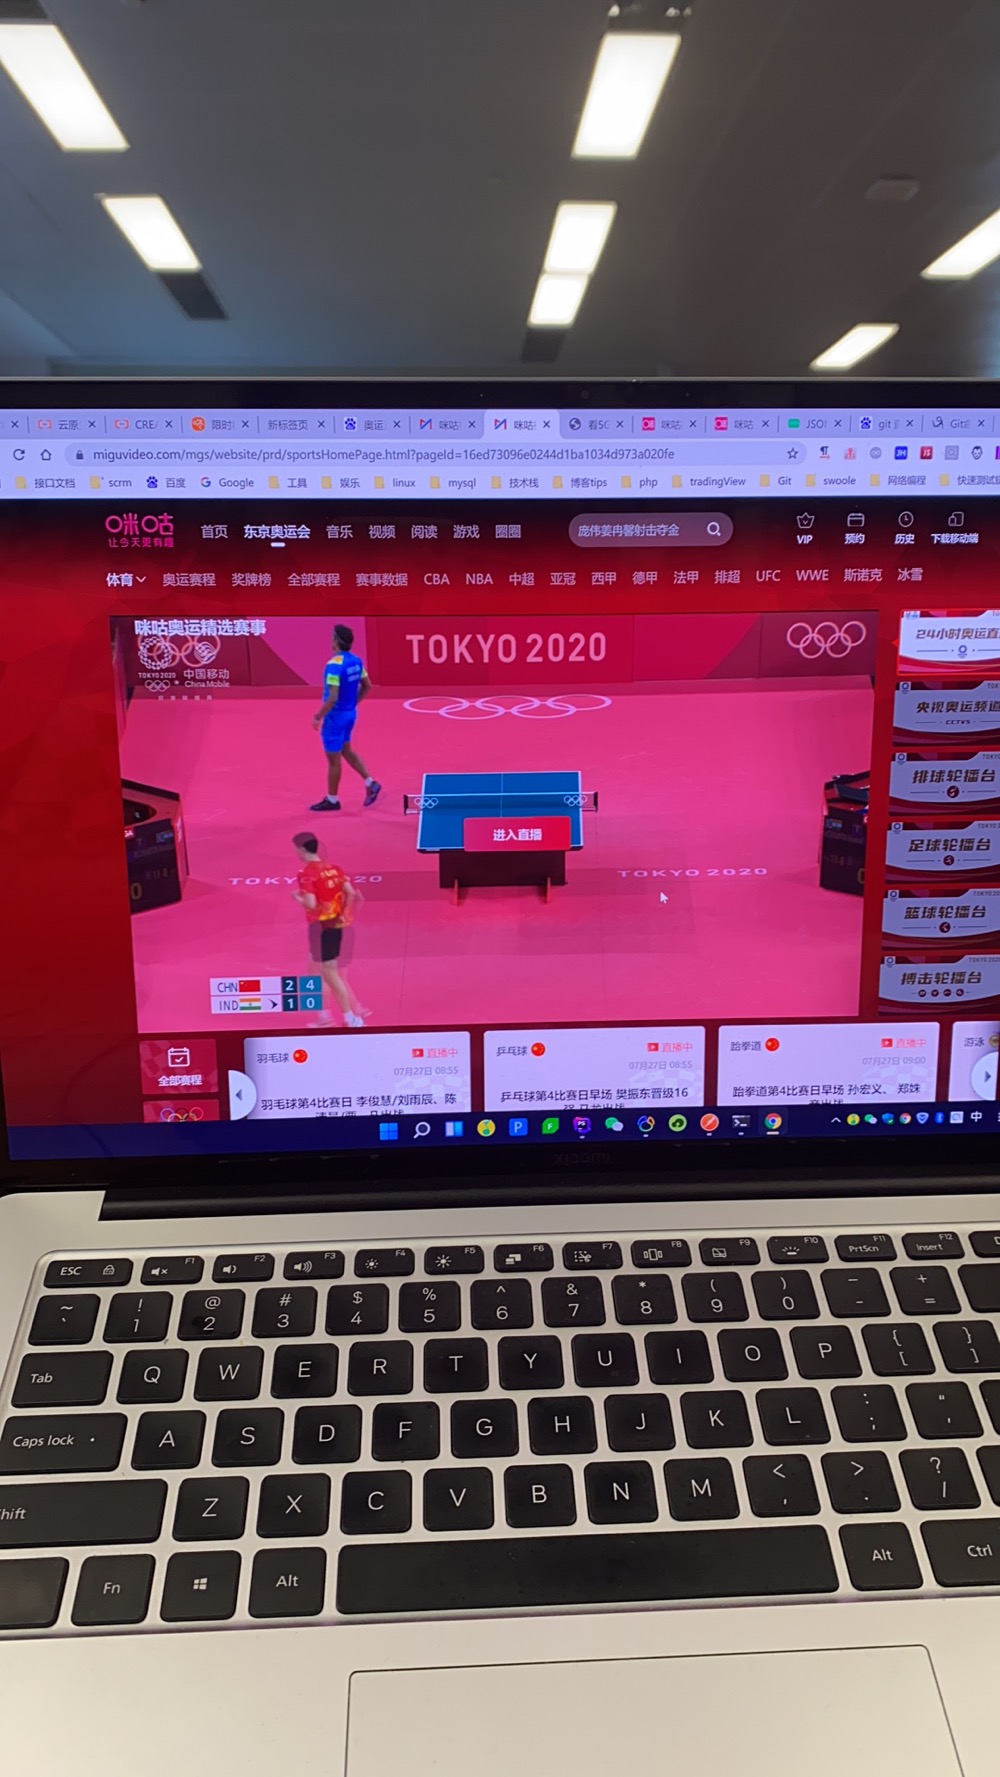 云原
CREA
限时
新标签页
奥运
咪咕
咪咕
看5G
咪咕
咪咕
JSO
git
Git
miguvideo.com/mgs/website/prd/sportsHomePage.html?pageId=16ed73096e0244d1ba1034d973a020fe
接口文档 scrm 百度 Google 工具 娱乐 linux mysql 技术栈 博客tips php tradingView Git swoole 网络编程 快速测试
咪咕
让今天更有趣
首页 东京奥运会 音乐 视频 阅读 游戏 圈圈
庞伟姜冉馨射击夺金
VIP 预约 历史 下载移动端
体育 奥运赛程 奖牌榜 全部赛程 赛事数据 CBA NBA 中超 亚冠 西甲 德甲 法甲 排超 UFC WWE 斯诺克 冰雪
咪咕奥运精选赛事
TOKYO 2020
中国移动
China Mobile
TOKYO 2020
进入直播
TOKYO 2020
TOKYO 2020
CHN 2 4
IND 1 0
24小时奥运直
央视奥运频道
CCTV5
排球轮播台
足球轮播台
篮球轮播台
搏击轮播台
全部赛程
羽毛球 直播中
07月27日 08:55
羽毛球第4比赛日 李俊慧/刘雨辰、陈
乒乓球 直播中
07月27日 08:55
乒乓球第4比赛日早场 樊振东晋级16
跆拳道 直播中
07月27日 09:00
跆拳道第4比赛日早场 孙宏义、郑姝
游泳
中
ESC F1 F2 F3 F4 F5 F6 F7 F8 F9 F10 PrtScn F11 Insert F12
~ ! @ # $ % ^ & * ( ) _ +
` 1 2 3 4 5 6 7 8 9 0 - =
Tab Q W E R T Y U I O P { [ } ]
Caps lock A S D F G H J K L : ; " '
hift Z X C V B N M < , > . ? /
Fn Alt Alt Ctrl